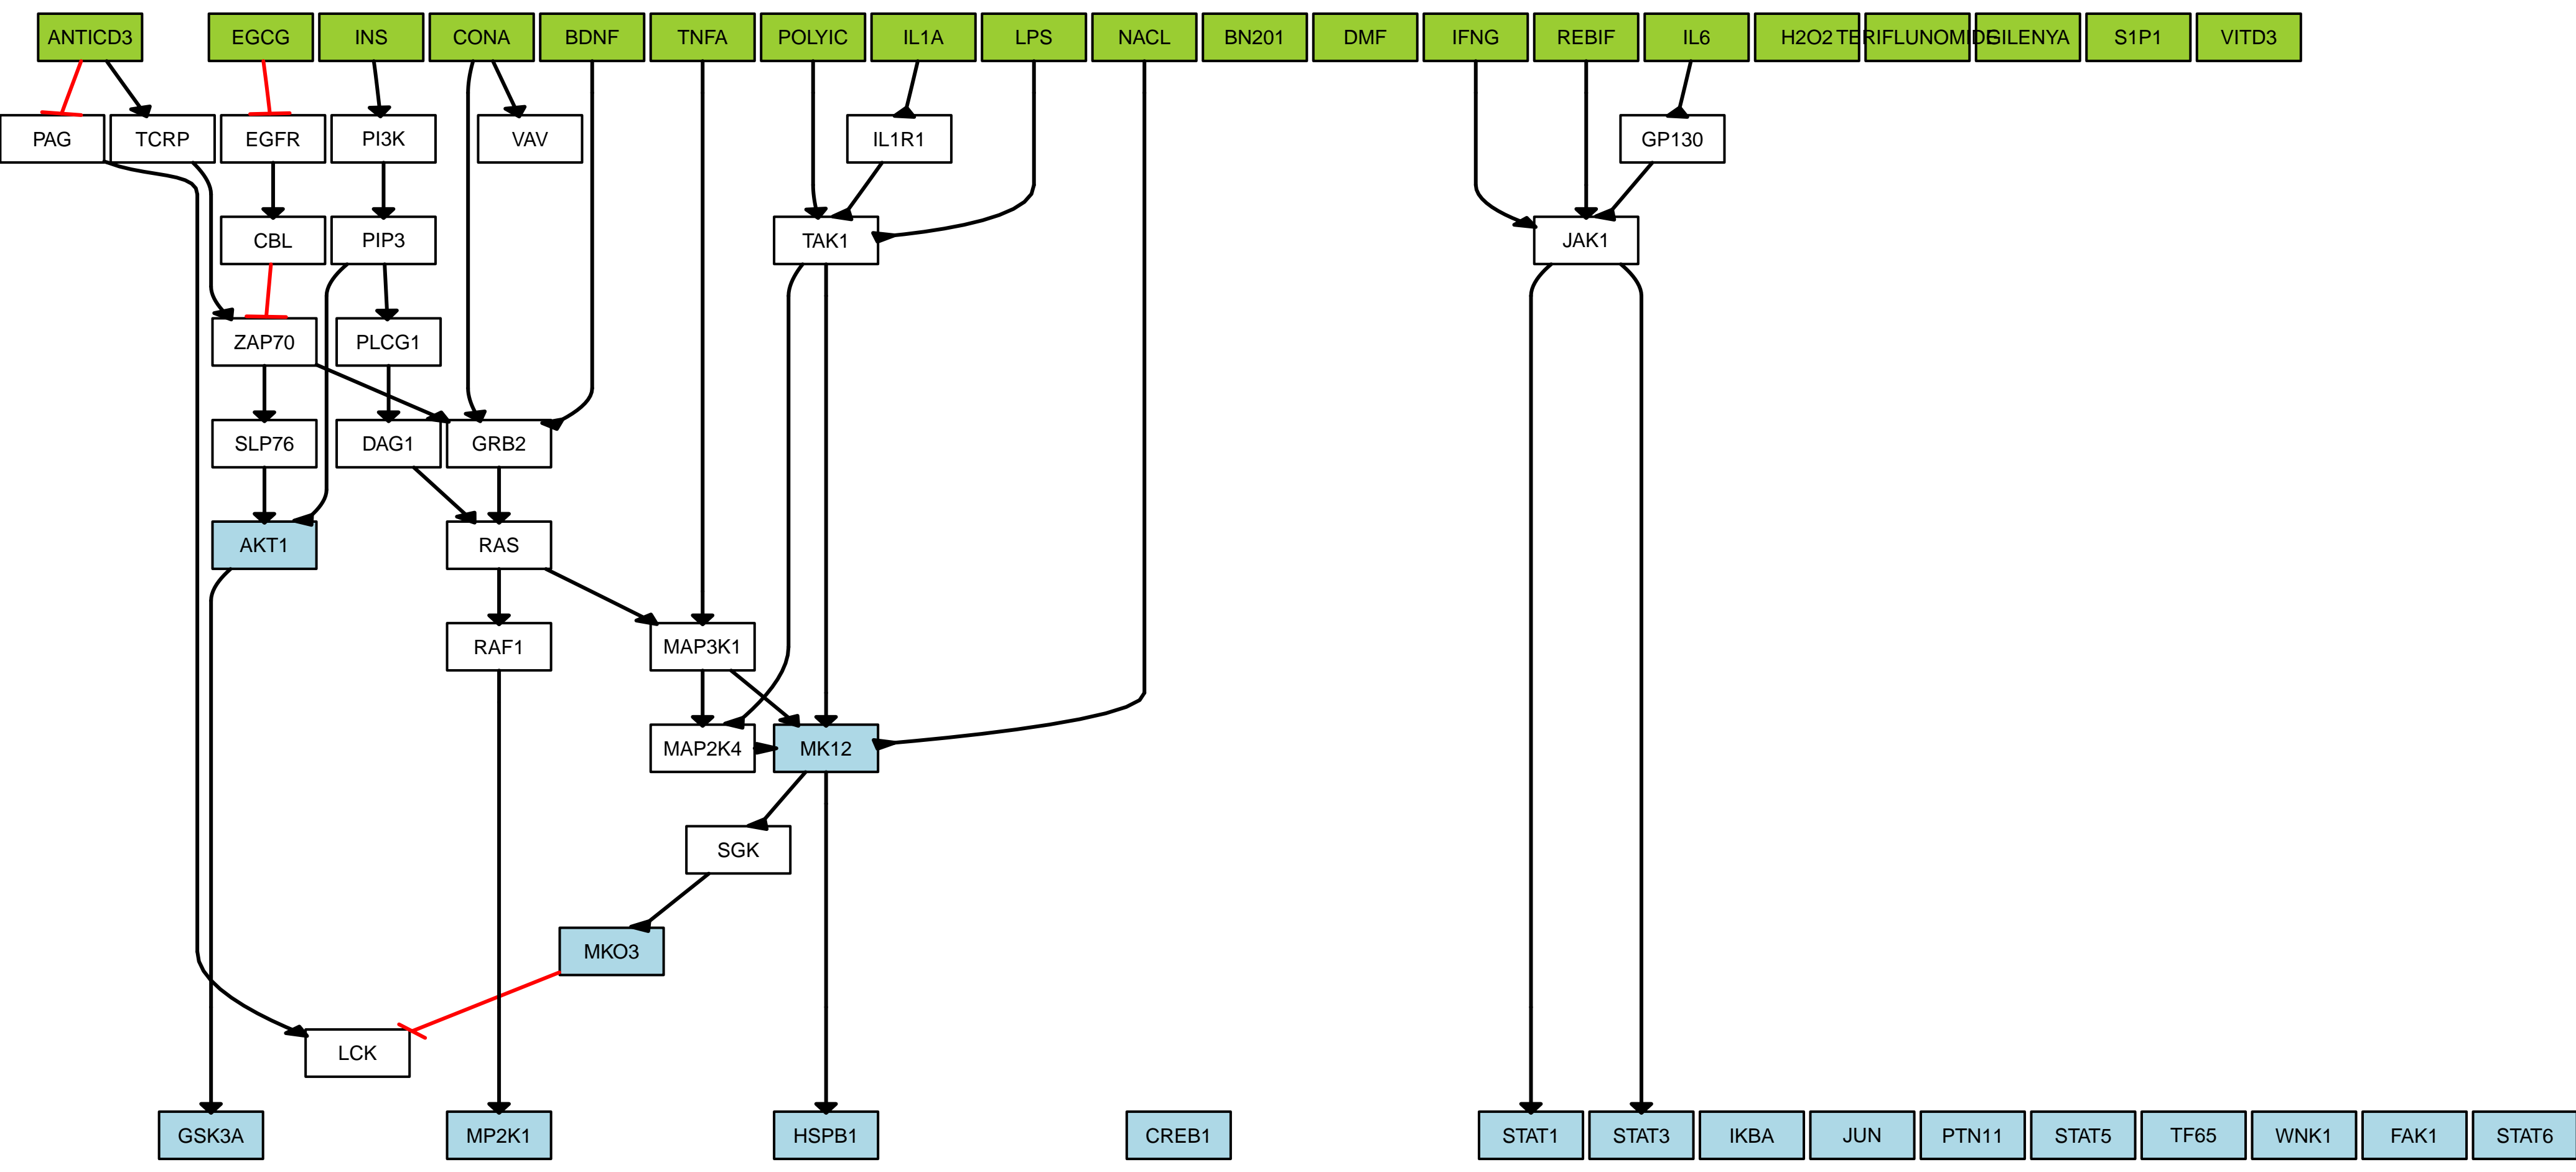 ANTICD3 EGCG INS CONA BDNF TNFA POLYIC IL1A LPS NACL BN201 DMF IFNG REBIF IL6 H2O2 TERIFLUNOMIDE GILENYA S1P1 VITD3
PAG TCRP EGFR PI3K VAV IL1R1 GP130
CBL PIP3 TAK1 JAK1
ZAP70 PLCG1
SLP76 DAG1 GRB2
AKT1 RAS
RAF1 MAP3K1
MAP2K4 MK12
SGK
MKO3
LCK
GSK3A MP2K1 HSPB1 CREB1 STAT1 STAT3 IKBA JUN PTN11 STAT5 TF65 WNK1 FAK1 STAT6